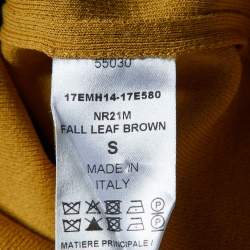 55030
17EMH14-17E580
NR21M
FALL LEAF BROWN
S
MADE IN
ITALY
MATIERE PRINCIPALE /